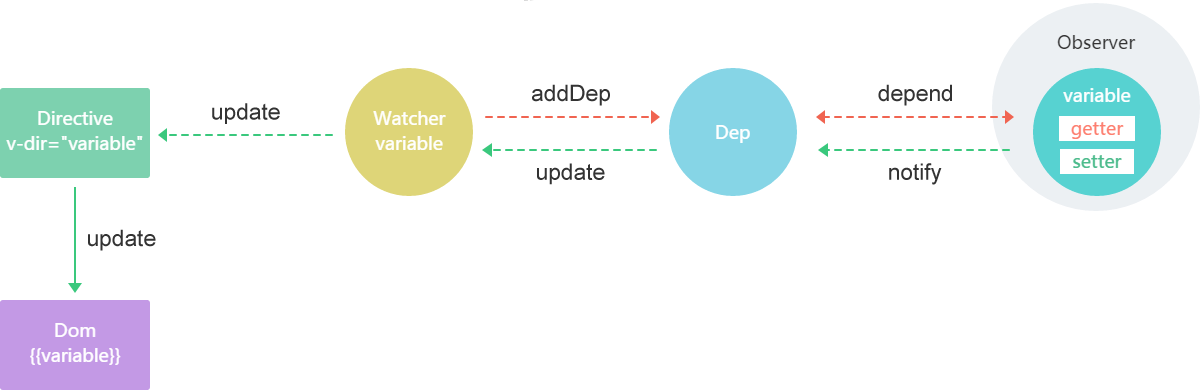 Observer
variable
getter
setter
depend
notify
Dep
addDep
update
Watcher
variable
update
Directive
v-dir="variable"
update
Dom
{{variable}}